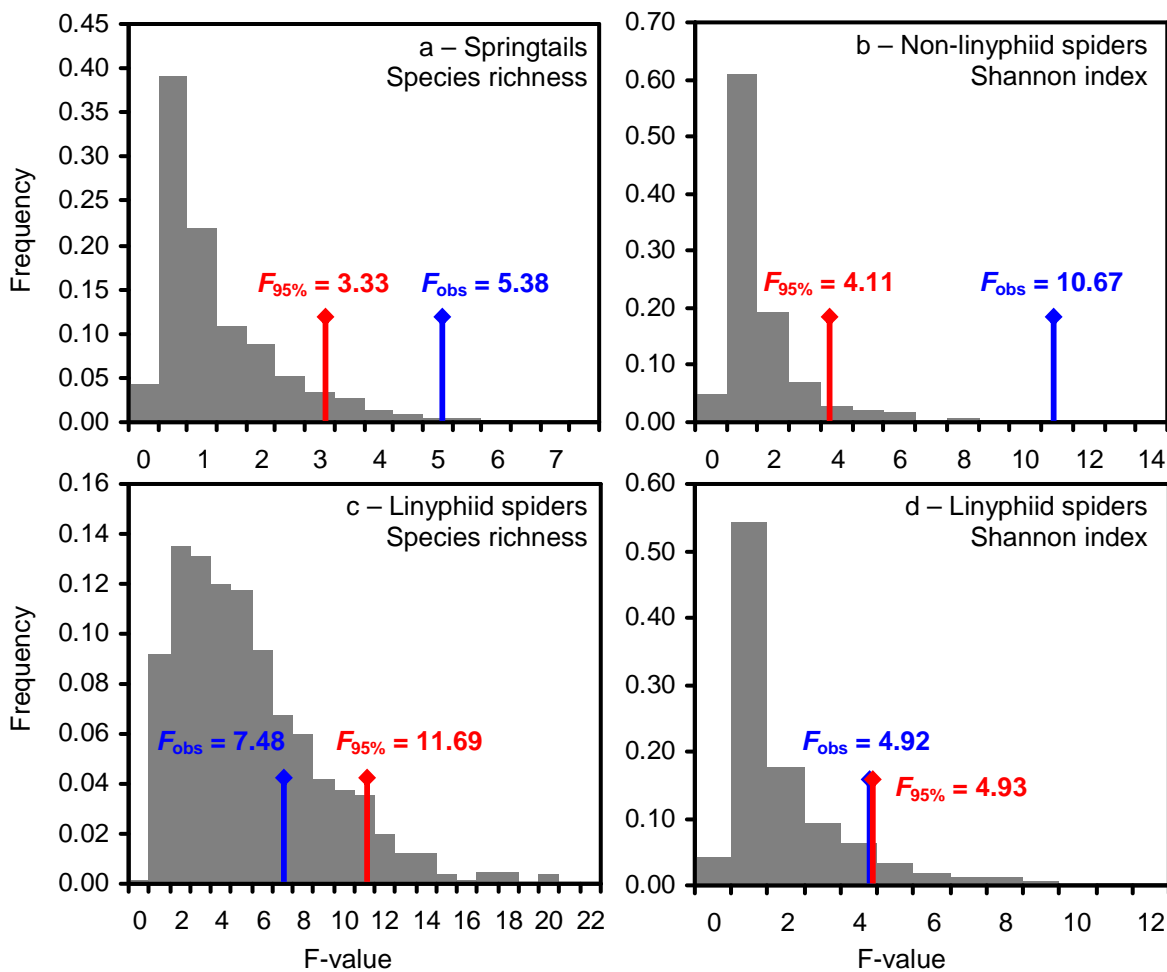 a – Springtails
Species richness
0.45
0.40
0.35
0.30
0.25
0.20
0.15
0.10
0.05
0.00
Frequency
F95% = 3.33
Fobs = 5.38
0 1 2 3 4 5 6 7
b – Non-linyphiid spiders
Shannon index
0.70
0.60
0.50
0.40
0.30
0.20
0.10
0.00
F95% = 4.11
Fobs = 10.67
0 2 4 6 8 10 12 14
c – Linyphiid spiders
Species richness
0.16
0.14
0.12
0.10
0.08
0.06
0.04
0.02
0.00
Frequency
Fobs = 7.48
F95% = 11.69
0 2 4 6 8 10 12 14 16 18 20 22
F-value
d – Linyphiid spiders
Shannon index
0.60
0.50
0.40
0.30
0.20
0.10
0.00
Fobs = 4.92
F95% = 4.93
0 2 4 6 8 10 12
F-value